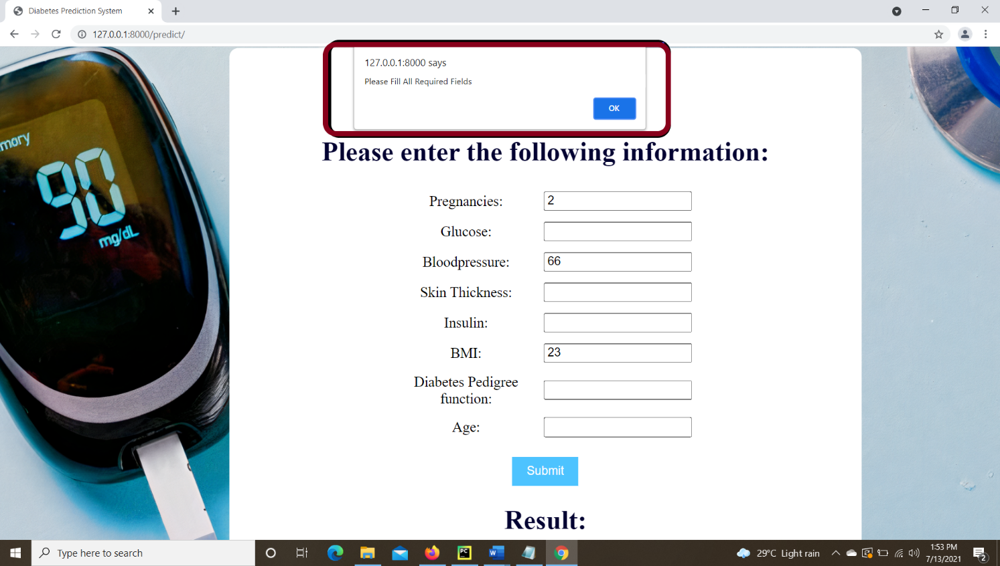 Diabetes Prediction System
127.0.0.1:8000/predict/
127.0.0.1:8000 says
Please Fill All Required Fields
OK
mory
90
mg/dL
Please enter the following information:
Pregnancies: 2
Glucose:
Bloodpressure: 66
Skin Thickness:
Insulin:
BMI: 23
Diabetes Pedigree
function:
Age:
Submit
Result:
Type here to search
PC
W
29°C Light rain
1:53 PM
7/13/2021
2